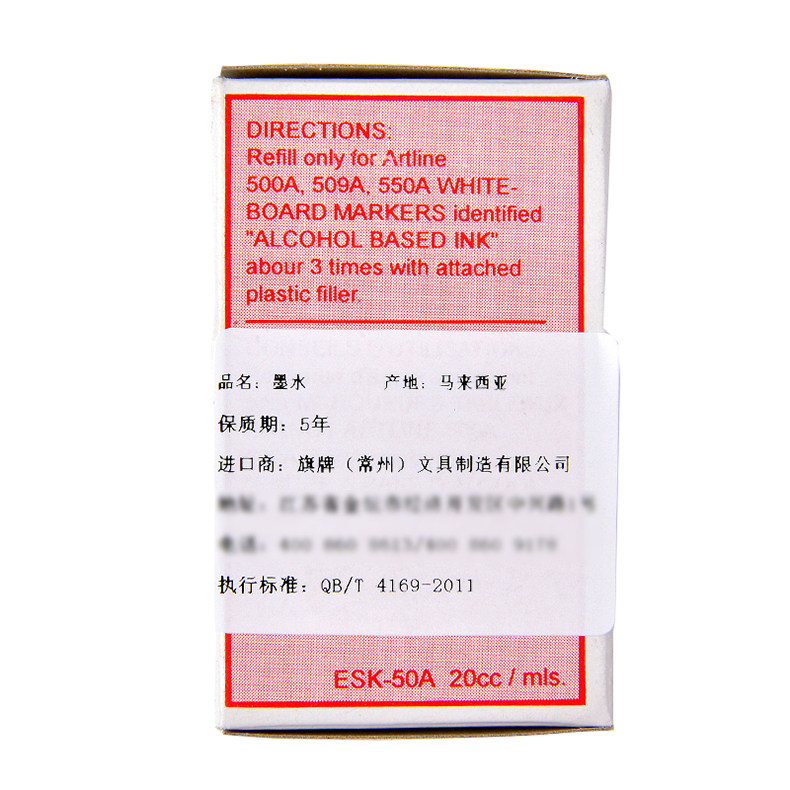 DIRECTIONS:
Refill only for Artline
500A, 509A, 550A WHITE-
BOARD MARKERS identified
"ALCOHOL BASED INK"
abour 3 times with attached
plastic filler.
品名: 墨水 产地: 马来西亚
保质期: 5年
进口商: 旗牌（常州）文具制造有限公司
执行标准: QB/T 4169-2011
ESK-50A 20cc / mls.